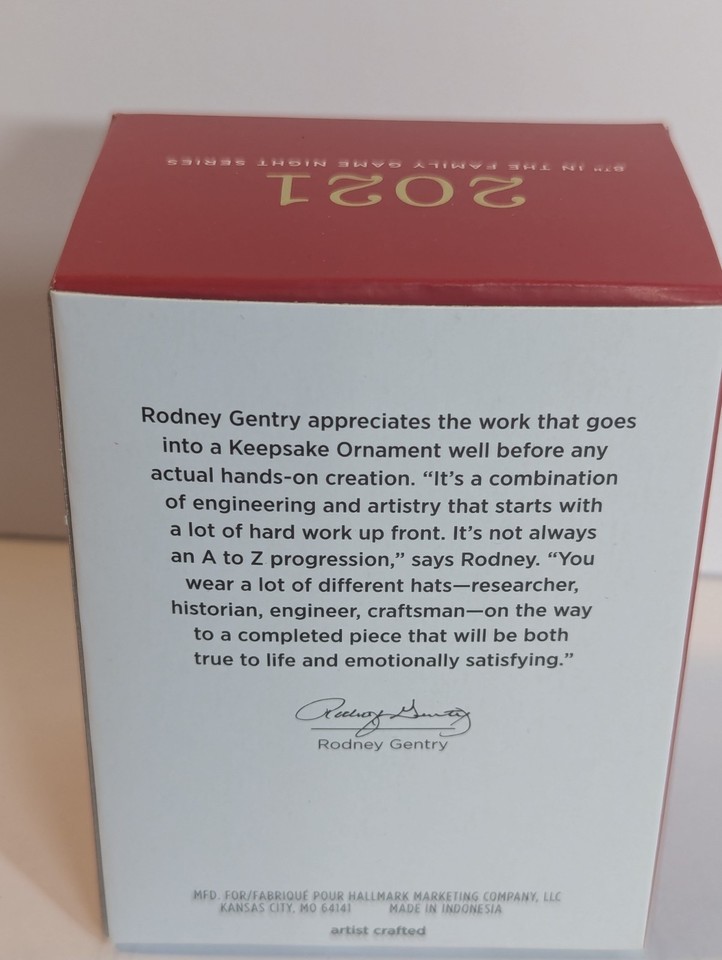 8TH IN THE FAMILY GAME NIGHT SERIES
2021
Rodney Gentry appreciates the work that goes
into a Keepsake Ornament well before any
actual hands-on creation. “It’s a combination
of engineering and artistry that starts with
a lot of hard work up front. It’s not always
an A to Z progression,” says Rodney. “You
wear a lot of different hats—researcher,
historian, engineer, craftsman—on the way
to a completed piece that will be both
true to life and emotionally satisfying.”
Rodney Gentry
Rodney Gentry
MFD. FOR/FABRIQUÉ POUR HALLMARK MARKETING COMPANY, LLC
KANSAS CITY, MO 64141 MADE IN INDONESIA
artist crafted